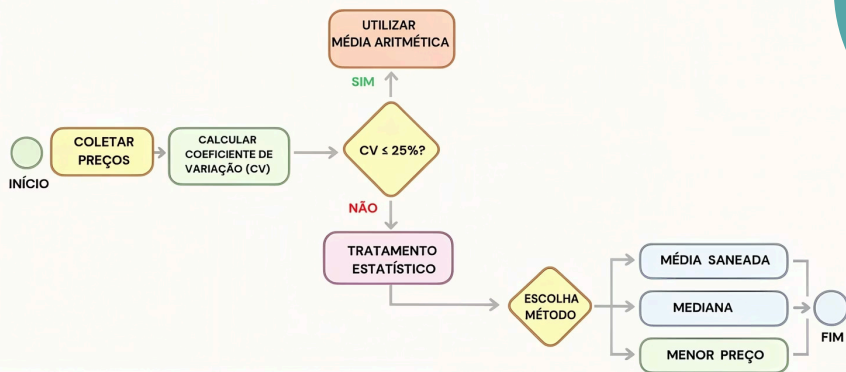 UTILIZAR
MÉDIA ARITMÉTICA
SIM
COLETAR
PREÇOS
CALCULAR
COEFICIENTE DE
VARIAÇÃO (CV)
CV ≤ 25%?
INÍCIO
NÃO
TRATAMENTO
ESTATÍSTICO
ESCOLHA
MÉTODO
MÉDIA SANEADA
MEDIANA
MENOR PREÇO
FIM